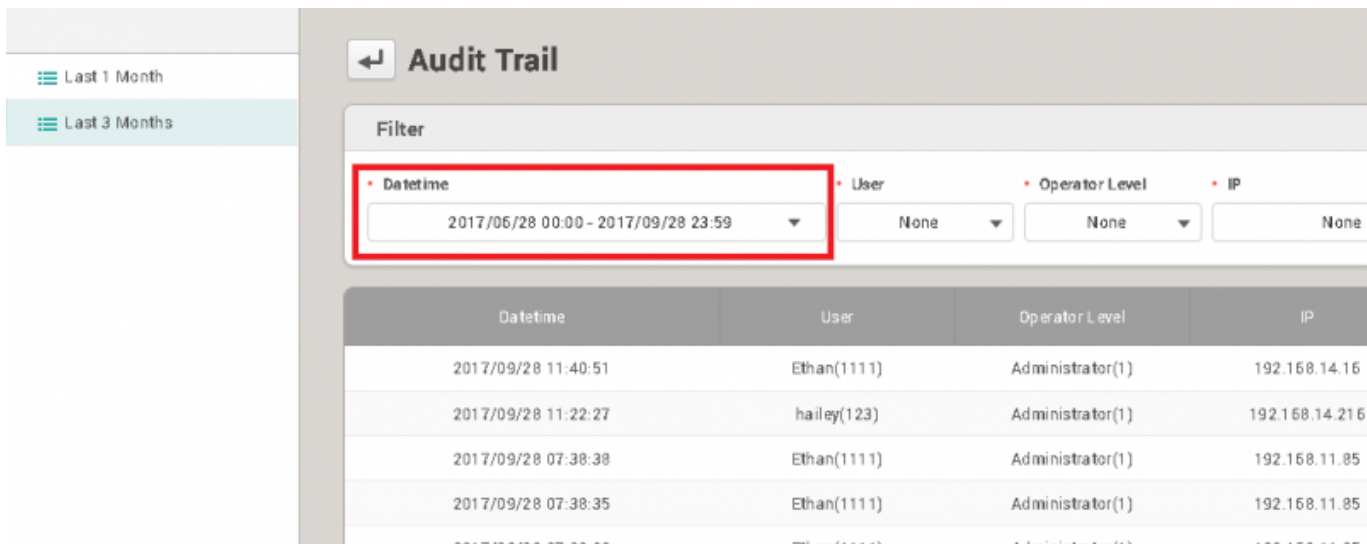 Audit Trail
Last 1 Month
Last 3 Months
Filter
Datetime User Operator Level IP
2017/06/28 00:00 - 2017/09/28 23:59 None None None
Datetime User Operator Level IP
2017/09/28 11:40:51 Ethan(1111) Administrator(1) 192.168.14.16
2017/09/28 11:22:27 hailey(123) Administrator(1) 192.168.14.216
2017/09/28 07:38:38 Ethan(1111) Administrator(1) 192.168.11.85
2017/09/28 07:38:35 Ethan(1111) Administrator(1) 192.168.11.85